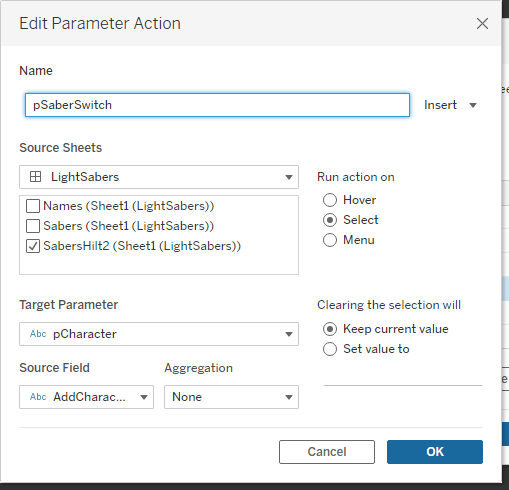 Edit Parameter Action
Name
pSaberSwitch
Insert
Source Sheets
LightSabers
Names (Sheet1 (LightSabers))
Sabers (Sheet1 (LightSabers))
SabersHilt2 (Sheet1 (LightSabers))
Run action on
Hover
Select
Menu
Target Parameter
Abc pCharacter
Clearing the selection will
Keep current value
Set value to
Source Field
Abc AddCharac...
Aggregation
None
Cancel
OK